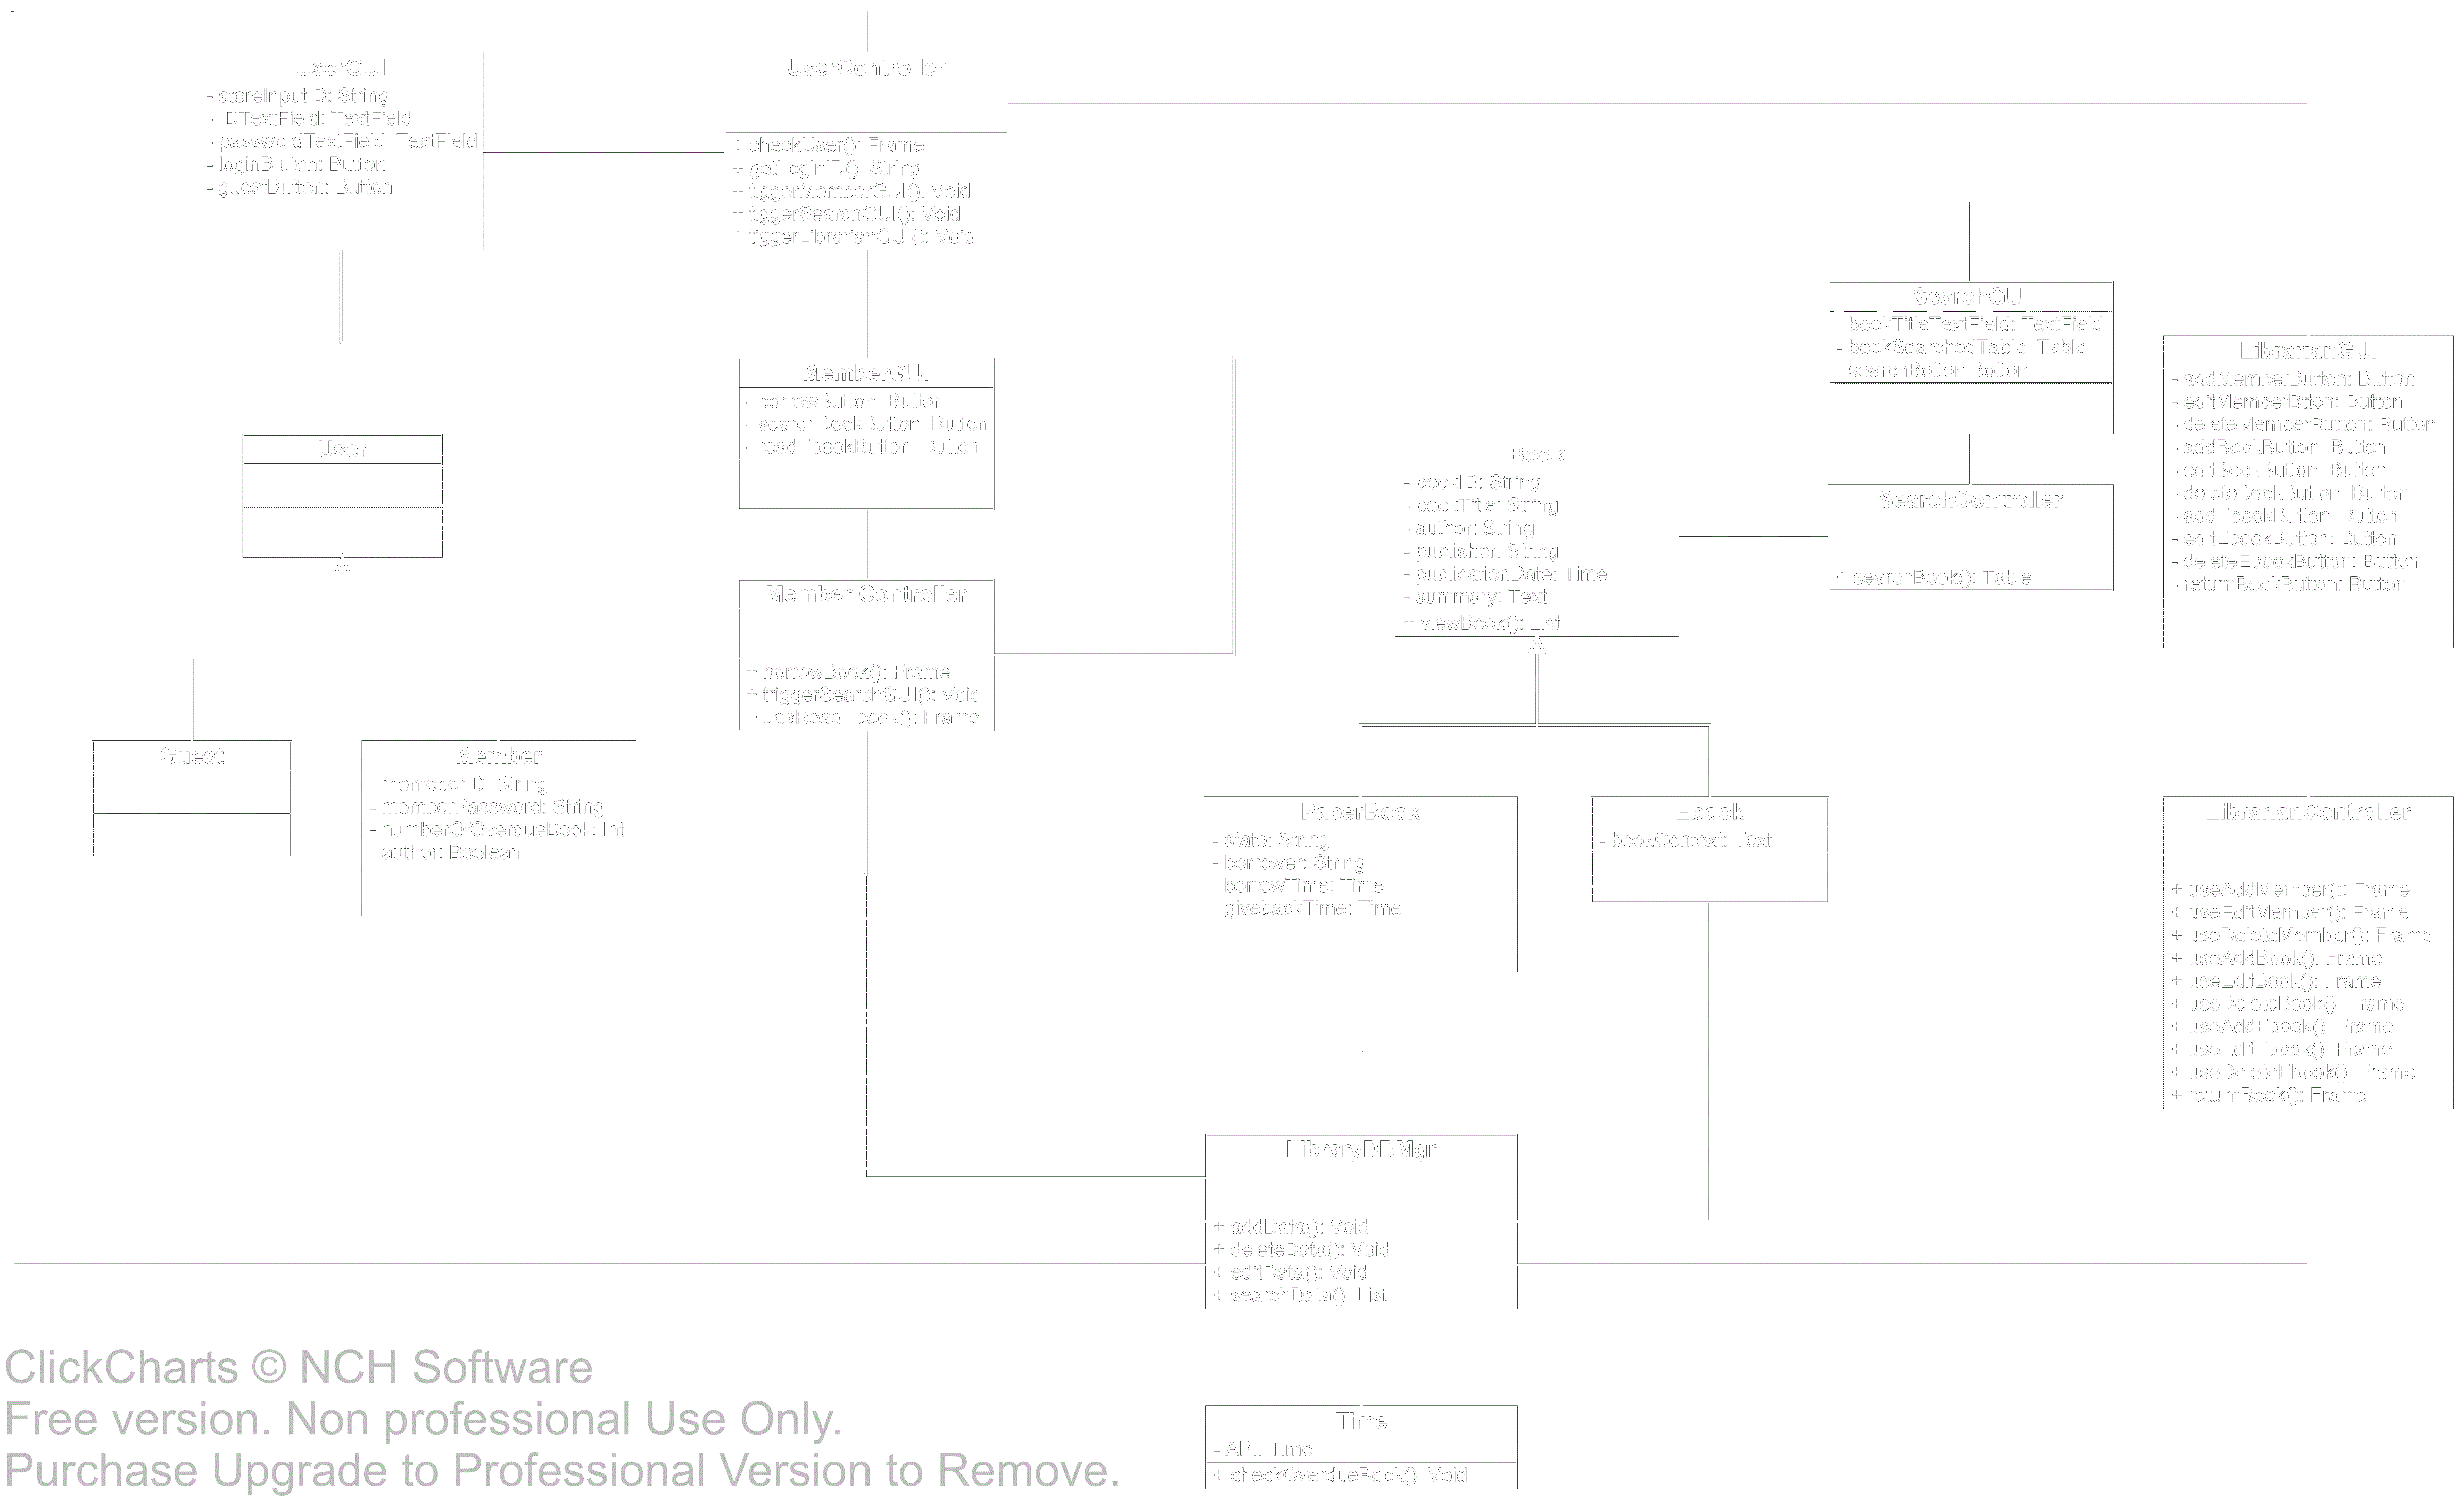 UserGUI
- storeInputID: String
- IDTextField: TextField
- passwordTextField: TextField
- loginButton: Button
- guestButton: Button
UserController
+ checkUser(): Frame
+ getLoginID(): String
+ tiggerMemberGUI(): Void
+ tiggerSearchGUI(): Void
+ tiggerLibrarianGUI(): Void
SearchGUI
- bookTitleTextField: TextField
- bookSearchedTable: Table
- searchBotton:Botton
LibrarianGUI
- addMemberButton: Button
- editMemberBtton: Button
- deleteMemberButton: Button
- addBookButton: Button
- editBookButton: Button
- deleteBookButton: Button
- addEbookButton: Button
- editEbookButton: Button
- deleteEbookButton: Button
- returnBookButton: Button
MemberGUI
- borrowButton: Button
- searchBookButton: Button
- readEbookButton: Button
User
Book
- bookID: String
- bookTitle: String
- author: String
- publisher: String
- publicationDate: Time
- summary: Text
+ viewBook(): List
SearchController
+ searchBook(): Table
Member Controller
+ borrowBook(): Frame
+ triggerSearchGUI(): Void
+ uesReadEbook(): Frame
Guest
Member
- memeberID: String
- memberPassword: String
- numberOfOverdueBook: Int
- author: Boolean
PaperBook
- state: String
- borrower: String
- borrowTime: Time
- givebackTime: Time
Ebook
- bookContext: Text
LibrarianController
+ useAddMember(): Frame
+ useEditMember(): Frame
+ useDeleteMember(): Frame
+ useAddBook(): Frame
+ useEditBook(): Frame
+ useDeleteBook(): Frame
+ useAddEbook(): Frame
+ useEditEbook(): Frame
+ useDeleteEbook(): Frame
+ returnBook(): Frame
LibraryDBMgr
+ addData(): Void
+ deleteData(): Void
+ editData(): Void
+ searchData(): List
Time
- API: Time
+ checkOverdueBook(): Void
ClickCharts © NCH Software
Free version. Non professional Use Only.
Purchase Upgrade to Professional Version to Remove.